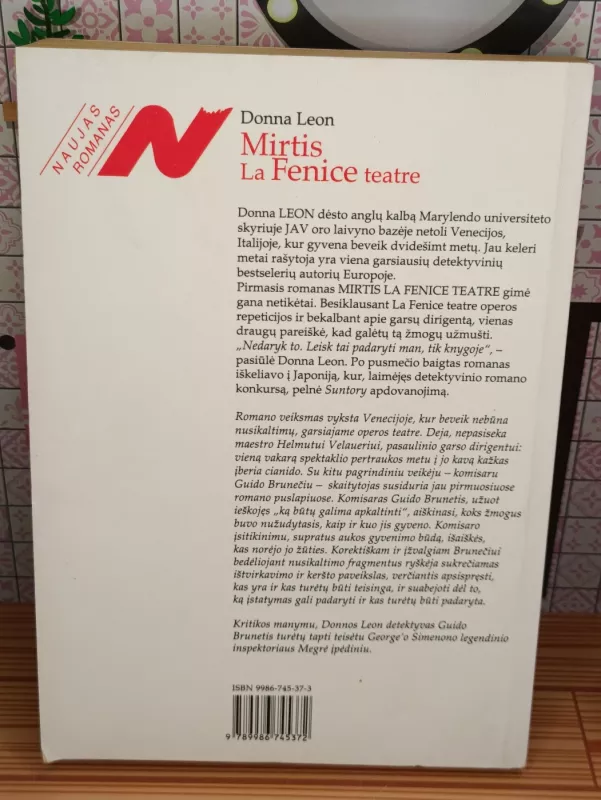 NAUJAS
ROMANAS
N
Donna Leon
Mirtis
La Fenice teatre
Donna LEON dėsto anglų kalbą Marylendo universiteto
skyriuje JAV oro laivyno bazėje netoli Venecijos,
Italijoje, kur gyvena beveik dvidešimt metų. Jau keleri
metai rašytoja yra viena garsiausių detektyvinių
bestselerių autorių Europoje.
Pirmasis romanas MIRTIS LA FENICE TEATRE gimė
gana netikėtai. Besiklausant La Fenice teatre operos
repeticijos ir bekalbant apie garsų dirigentą, vienas
draugų pareiškė, kad galėtų tą žmogų užmušti.
„Nedaryk to. Leisk tai padaryti man, tik knygoje“, –
pasiūlė Donna Leon. Po pusmečio baigtas romanas
iškeliavo į Japoniją, kur, laimėjęs detektyvinio romano
konkursą, pelnė Suntory apdovanojimą.
Romano veiksmas vyksta Venecijoje, kur beveik nebūna
nusikaltimų, garsiajame operos teatre. Deja, nepasiseka
maestro Helmutui Velaueriui, pasaulinio garso dirigentui:
vieną vakarą spektaklio pertraukos metu į jo kavą kažkas
įberia cianido. Su kitu pagrindiniu veikėju – komisaru
Guido Brunečiu – skaitytojas susiduria jau pirmuosiuose
romano puslapiuose. Komisaras Guido Brunetis, užuot
ieškojęs „ką būtų galima apkaltinti“, aiškinasi, koks žmogus
buvo nužudytasis, kaip ir kuo jis gyveno. Komisaro
įsitikinimu, supratus aukos gyvenimo būdą, išaiškės,
kas norėjo jo žūties. Korektiškam ir įžvalgiam Brunečiui
bedėliojant nusikaltimo fragmentus ryškėja sukrečiamas
ištvirkavimo ir keršto paveikslas, verčiantis apsispręsti,
kas yra ir kas turėtų būti teisinga, ir suabejoti dėl to,
ką įstatymas gali padaryti ir kas turėtų būti padaryta.
Kritikos manymu, Donnos Leon detektyvas Guido
Brunetis turėtų tapti teisėtu George'o Simenono legendinio
inspektoriaus Megrė įpėdiniu.
ISBN 9986-745-37-3
9 789986 745372